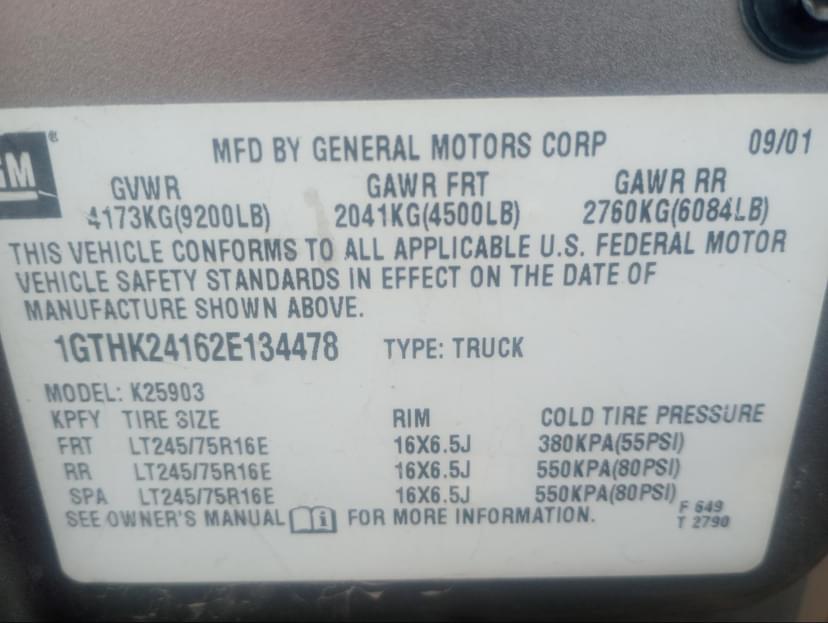 GM®
MFD BY GENERAL MOTORS CORP 09/01
GVWR GAWR FRT GAWR RR
4173KG(9200LB) 2041KG(4500LB) 2760KG(6084LB)
THIS VEHICLE CONFORMS TO ALL APPLICABLE U.S. FEDERAL MOTOR
VEHICLE SAFETY STANDARDS IN EFFECT ON THE DATE OF
MANUFACTURE SHOWN ABOVE.
1GTHK24162E134478 TYPE: TRUCK
MODEL: K25903
KPFY TIRE SIZE RIM COLD TIRE PRESSURE
FRT LT245/75R16E 16X6.5J 380KPA(55PSI)
RR LT245/75R16E 16X6.5J 550KPA(80PSI)
SPA LT245/75R16E 16X6.5J 550KPA(80PSI)
SEE OWNER'S MANUAL i FOR MORE INFORMATION. F 649
T 2790